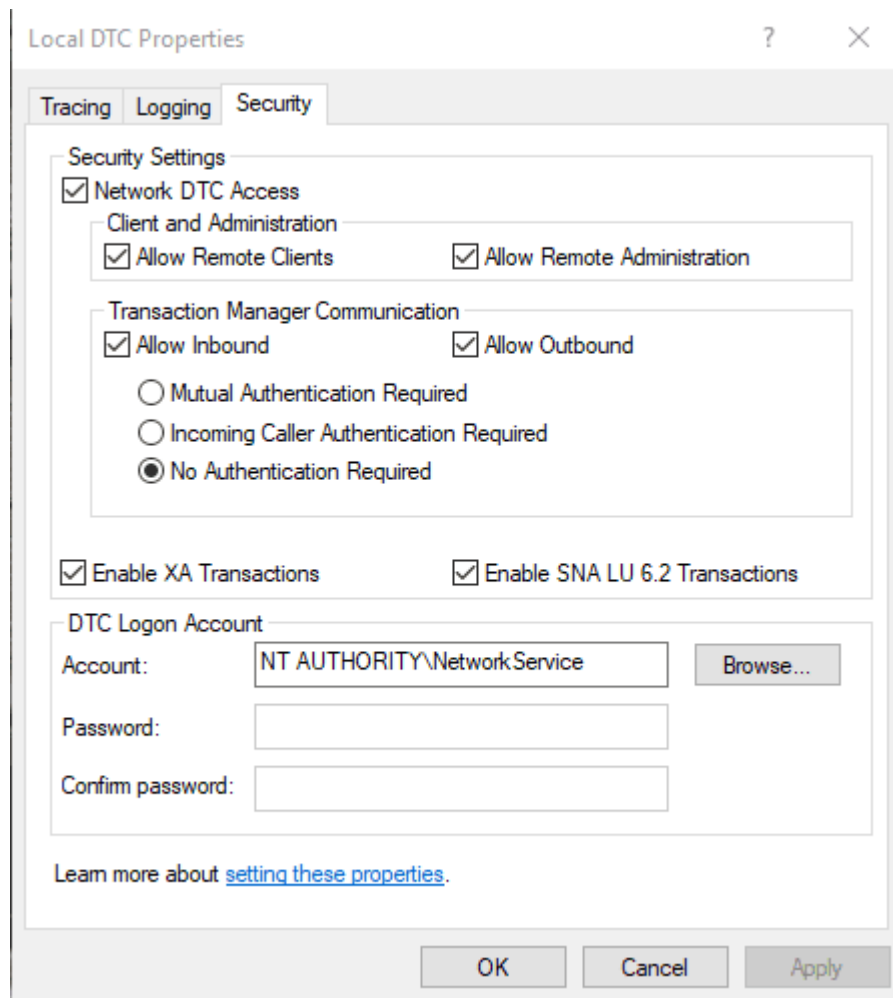 Local DTC Properties ?
Tracing Logging Security
Security Settings
Network DTC Access
Client and Administration
Allow Remote Clients Allow Remote Administration
Transaction Manager Communication
Allow Inbound Allow Outbound
Mutual Authentication Required
Incoming Caller Authentication Required
No Authentication Required
Enable XA Transactions Enable SNA LU 6.2 Transactions
DTC Logon Account
Account: NT AUTHORITY\NetworkService Browse...
Password:
Confirm password:
Learn more about setting these properties.
OK Cancel Apply